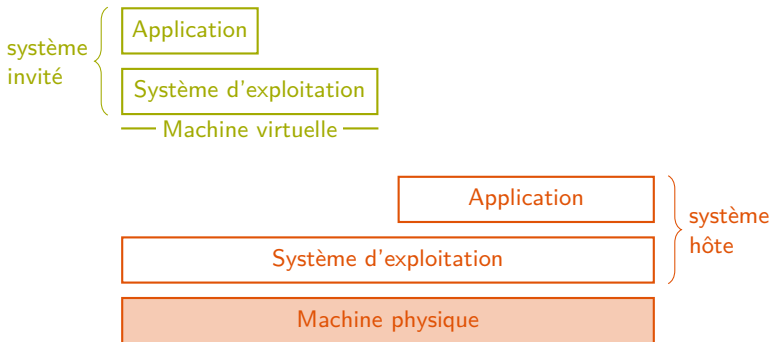 Application
système
invité
Système d'exploitation
Machine virtuelle
Application
système
hôte
Système d'exploitation
Machine physique